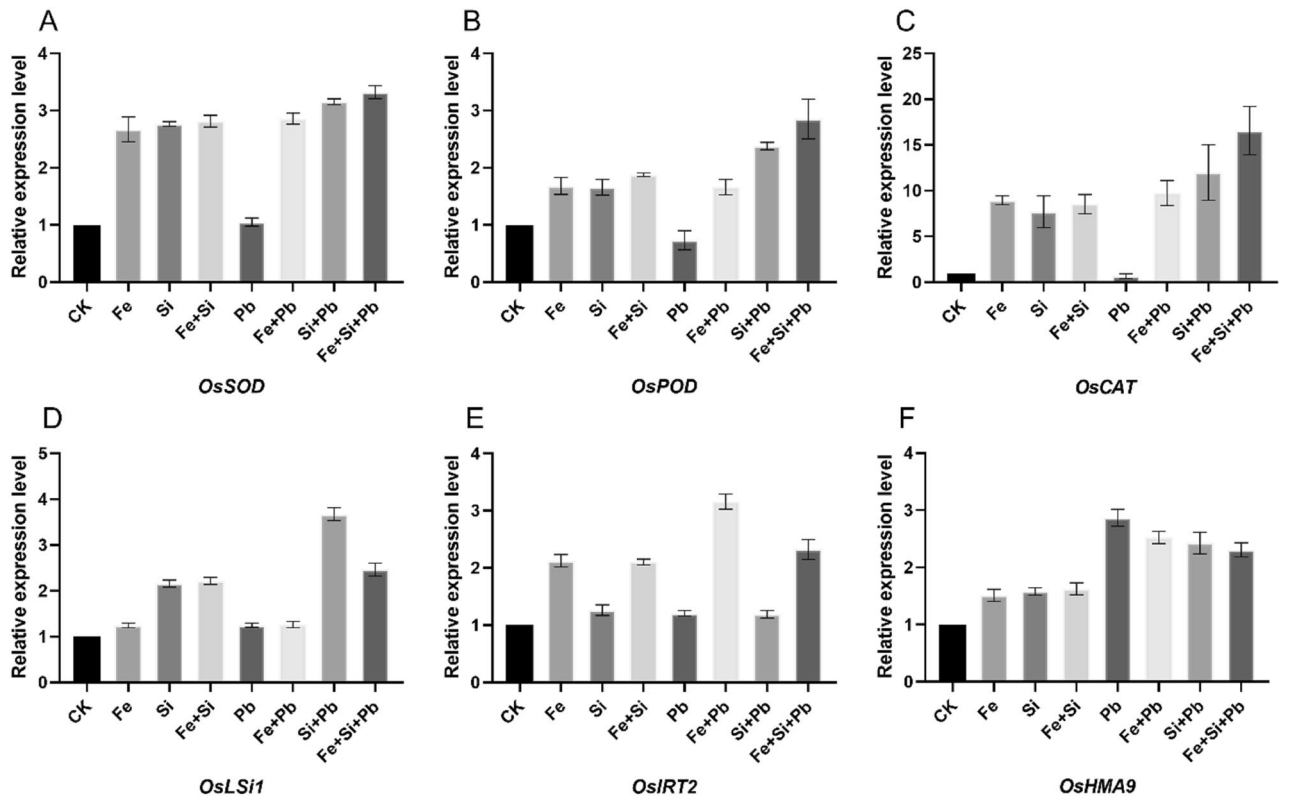 A
Relative expression level
4
3
2
1
0
CK
Fe
Si
Fe+Si
Pb
Fe+Pb
Si+Pb
Fe+Si+Pb
OsSOD
B
Relative expression level
4
3
2
1
0
CK
Fe
Si
Fe+Si
Pb
Fe+Pb
Si+Pb
Fe+Si+Pb
OsPOD
C
Relative expression level
25
20
15
10
5
0
CK
Fe
Si
Fe+Si
Pb
Fe+Pb
Si+Pb
Fe+Si+Pb
OsCAT
D
Relative expression level
5
4
3
2
1
0
CK
Fe
Si
Fe+Si
Pb
Fe+Pb
Si+Pb
Fe+Si+Pb
OsLSi1
E
Relative expression level
4
3
2
1
0
CK
Fe
Si
Fe+Si
Pb
Fe+Pb
Si+Pb
Fe+Si+Pb
OsIRT2
F
Relative expression level
4
3
2
1
0
CK
Fe
Si
Fe+Si
Pb
Fe+Pb
Si+Pb
Fe+Si+Pb
OsHMA9